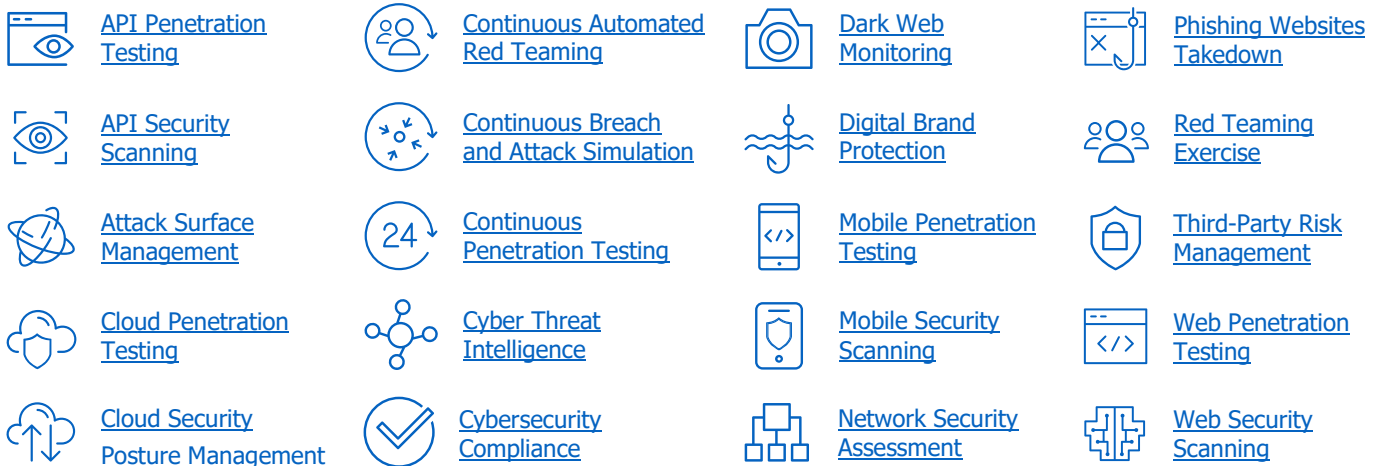 API Penetration
Testing
API Security
Scanning
Attack Surface
Management
Cloud Penetration
Testing
Cloud Security
Posture Management
Continuous Automated
Red Teaming
Continuous Breach
and Attack Simulation
24
Continuous
Penetration Testing
Cyber Threat
Intelligence
Cybersecurity
Compliance
Dark Web
Monitoring
Digital Brand
Protection
Mobile Penetration
Testing
Mobile Security
Scanning
Network Security
Assessment
Phishing Websites
Takedown
Red Teaming
Exercise
Third-Party Risk
Management
Web Penetration
Testing
Web Security
Scanning